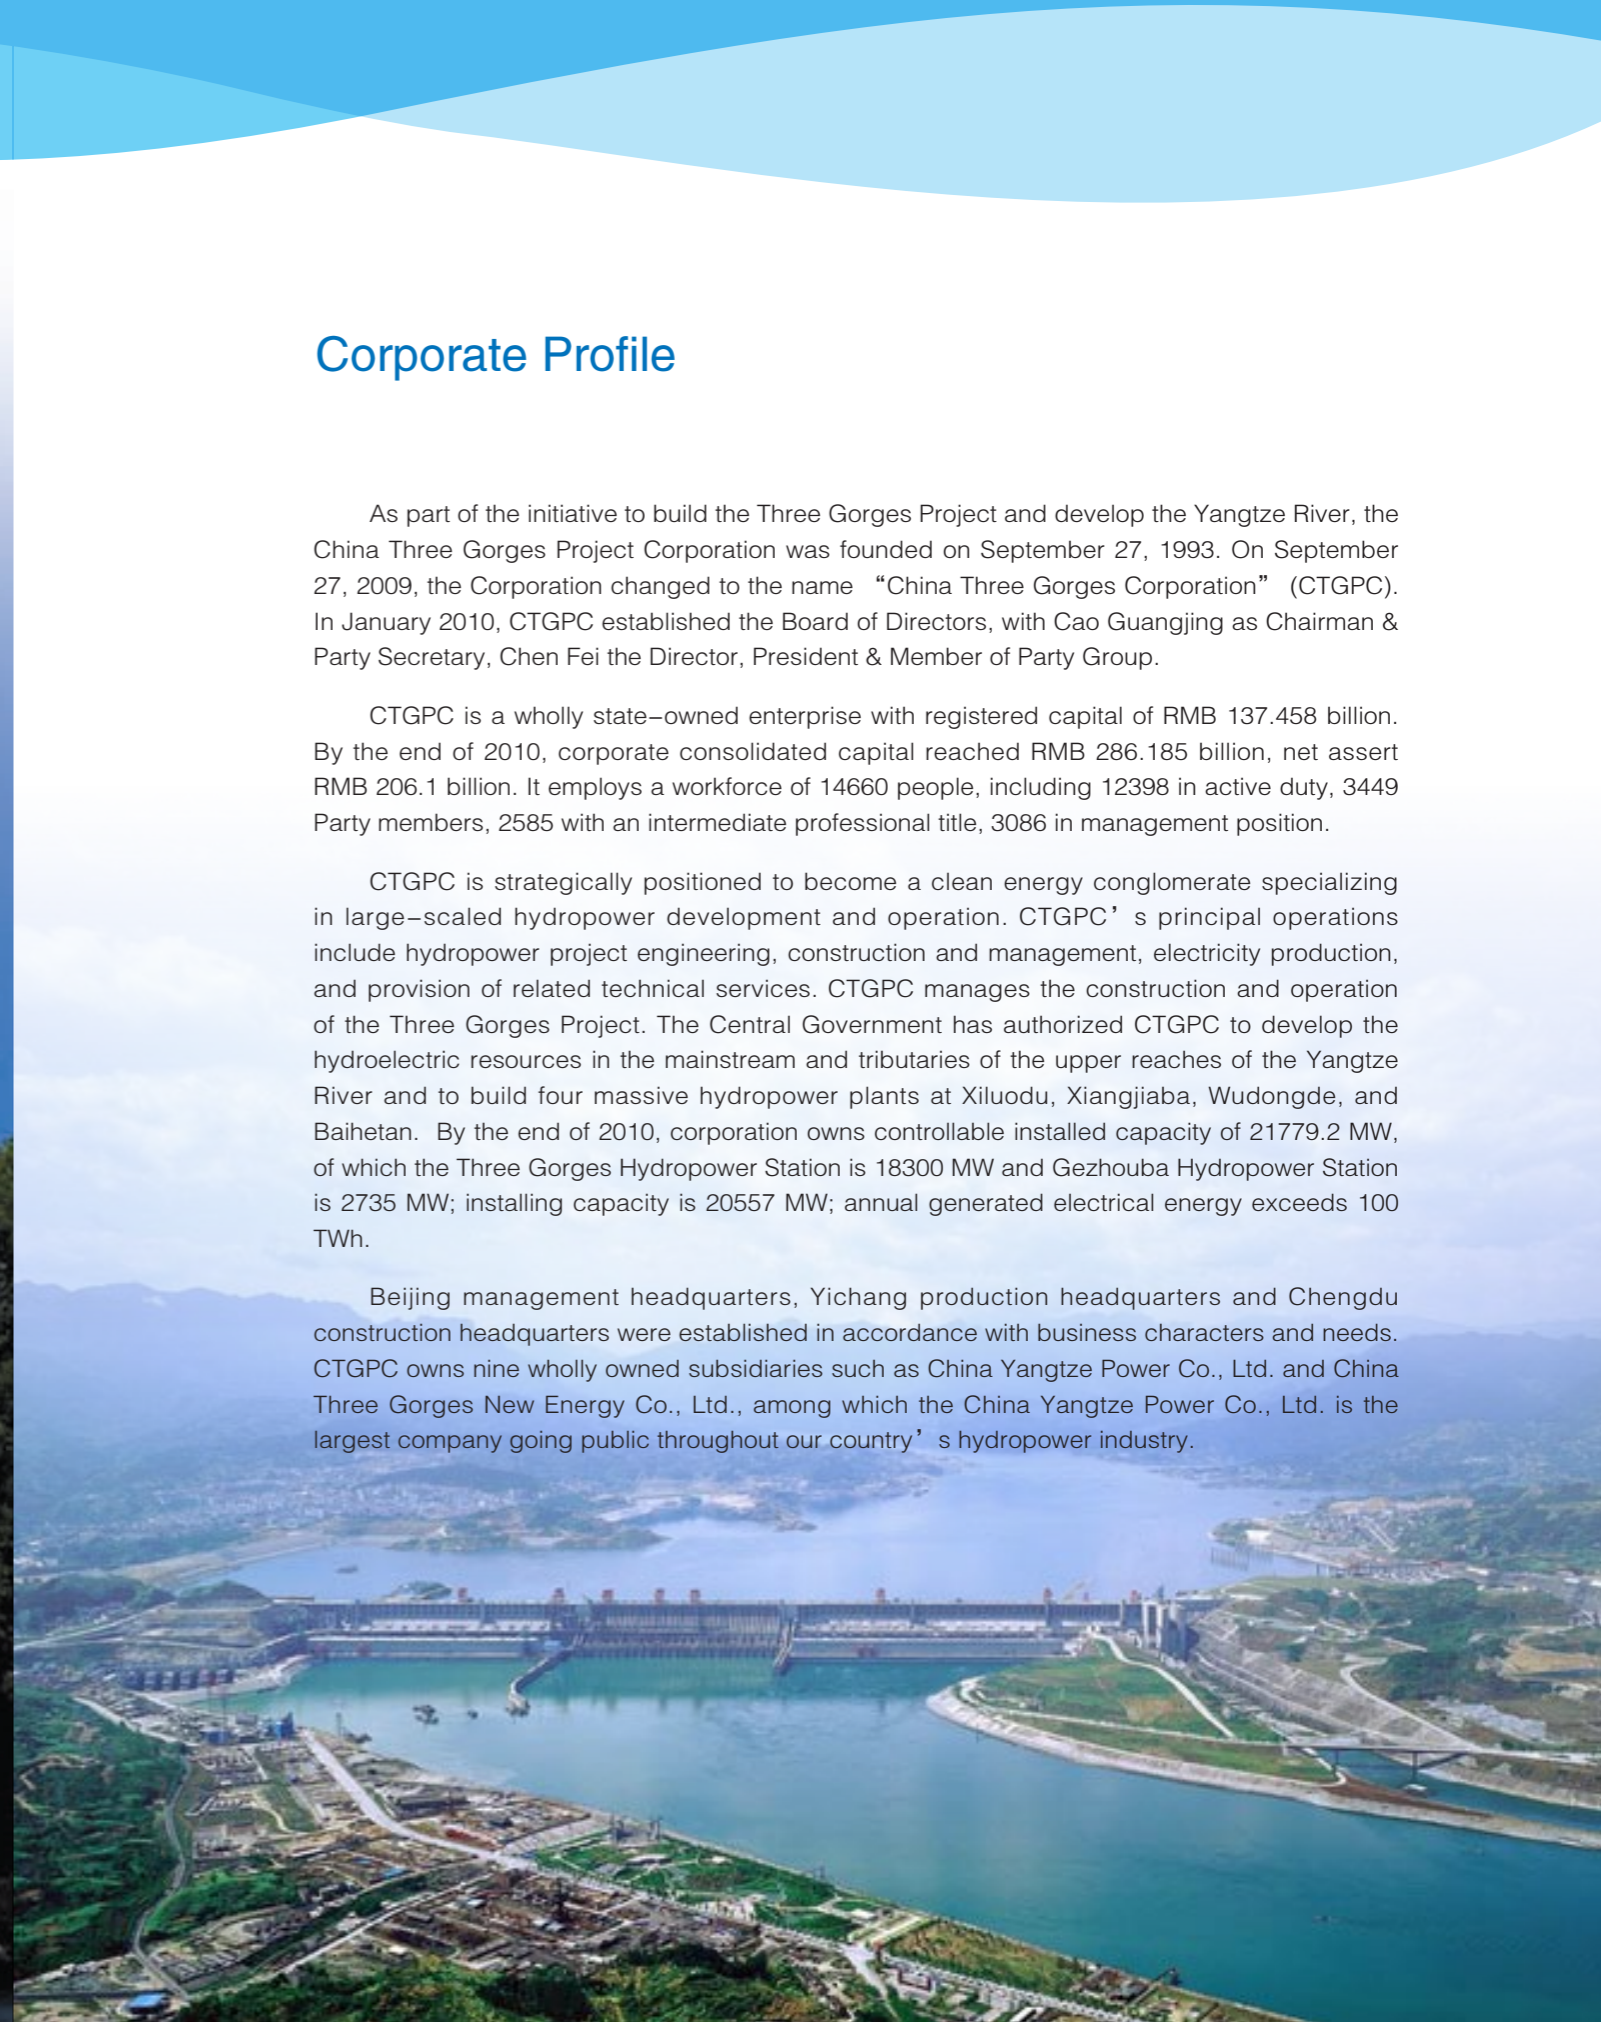 Corporate Profile
As part of the initiative to build the Three Gorges Project and develop the Yangtze River, the
China Three Gorges Project Corporation was founded on September 27, 1993. On September
27, 2009, the Corporation changed to the name “China Three Gorges Corporation” (CTGPC).
In January 2010, CTGPC established the Board of Directors, with Cao Guangjing as Chairman &
Party Secretary, Chen Fei the Director, President & Member of Party Group.
CTGPC is a wholly state-owned enterprise with registered capital of RMB 137.458 billion.
By the end of 2010, corporate consolidated capital reached RMB 286.185 billion, net assert
RMB 206.1 billion. It employs a workforce of 14660 people, including 12398 in active duty, 3449
Party members, 2585 with an intermediate professional title, 3086 in management position.
CTGPC is strategically positioned to become a clean energy conglomerate specializing
in large-scaled hydropower development and operation. CTGPC’s principal operations
include hydropower project engineering, construction and management, electricity production,
and provision of related technical services. CTGPC manages the construction and operation
of the Three Gorges Project. The Central Government has authorized CTGPC to develop the
hydroelectric resources in the mainstream and tributaries of the upper reaches of the Yangtze
River and to build four massive hydropower plants at Xiluodu, Xiangjiaba, Wudongde, and
Baihetan. By the end of 2010, corporation owns controllable installed capacity of 21779.2 MW,
of which the Three Gorges Hydropower Station is 18300 MW and Gezhouba Hydropower Station
is 2735 MW; installing capacity is 20557 MW; annual generated electrical energy exceeds 100
TWh.
Beijing management headquarters, Yichang production headquarters and Chengdu
construction headquarters were established in accordance with business characters and needs.
CTGPC owns nine wholly owned subsidiaries such as China Yangtze Power Co., Ltd. and China
Three Gorges New Energy Co., Ltd., among which the China Yangtze Power Co., Ltd. is the
largest company going public throughout our country’s hydropower industry.